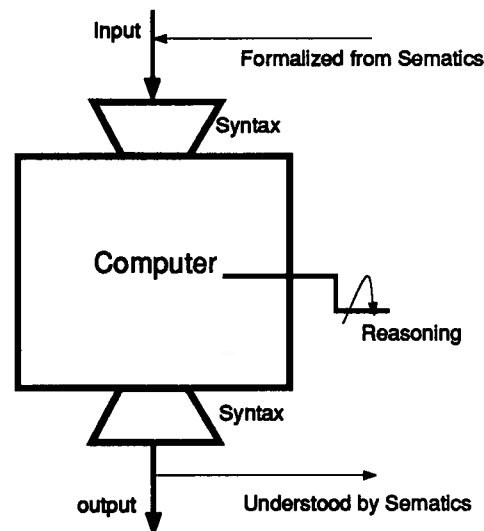 Input
Formalized from Sematics
Syntax
Computer
Reasoning
Syntax
output
Understood by Sematics